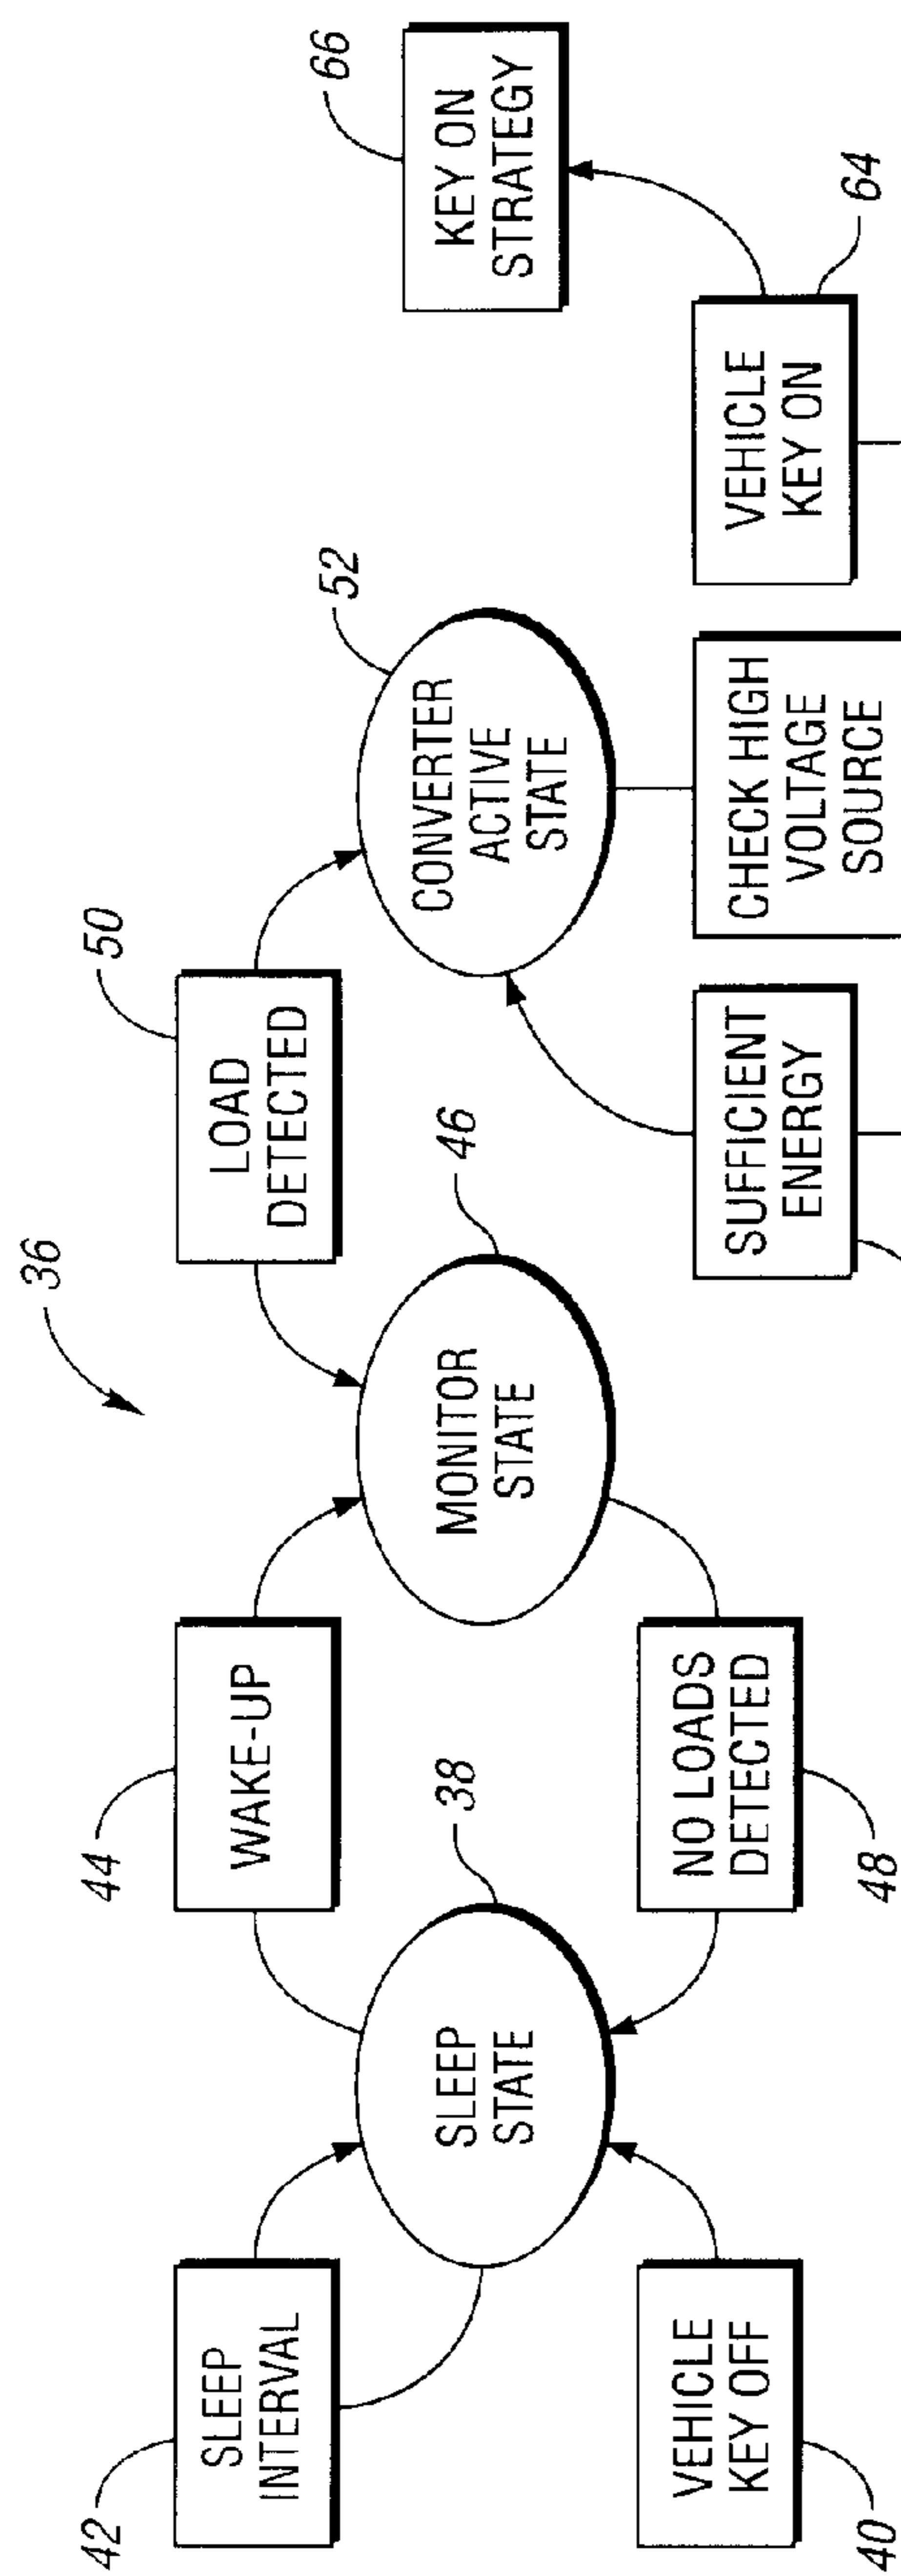 36
42
SLEEP
INTERVAL
44
WAKE-UP
50
LOAD
DETECTED
66
KEY ON
STRATEGY
38
SLEEP
STATE
46
MONITOR
STATE
52
CONVERTER
ACTIVE
STATE
40
VEHICLE
KEY OFF
48
NO LOADS
DETECTED
SUFFICIENT
ENERGY
CHECK HIGH
VOLTAGE
SOURCE
64
VEHICLE
KEY ON